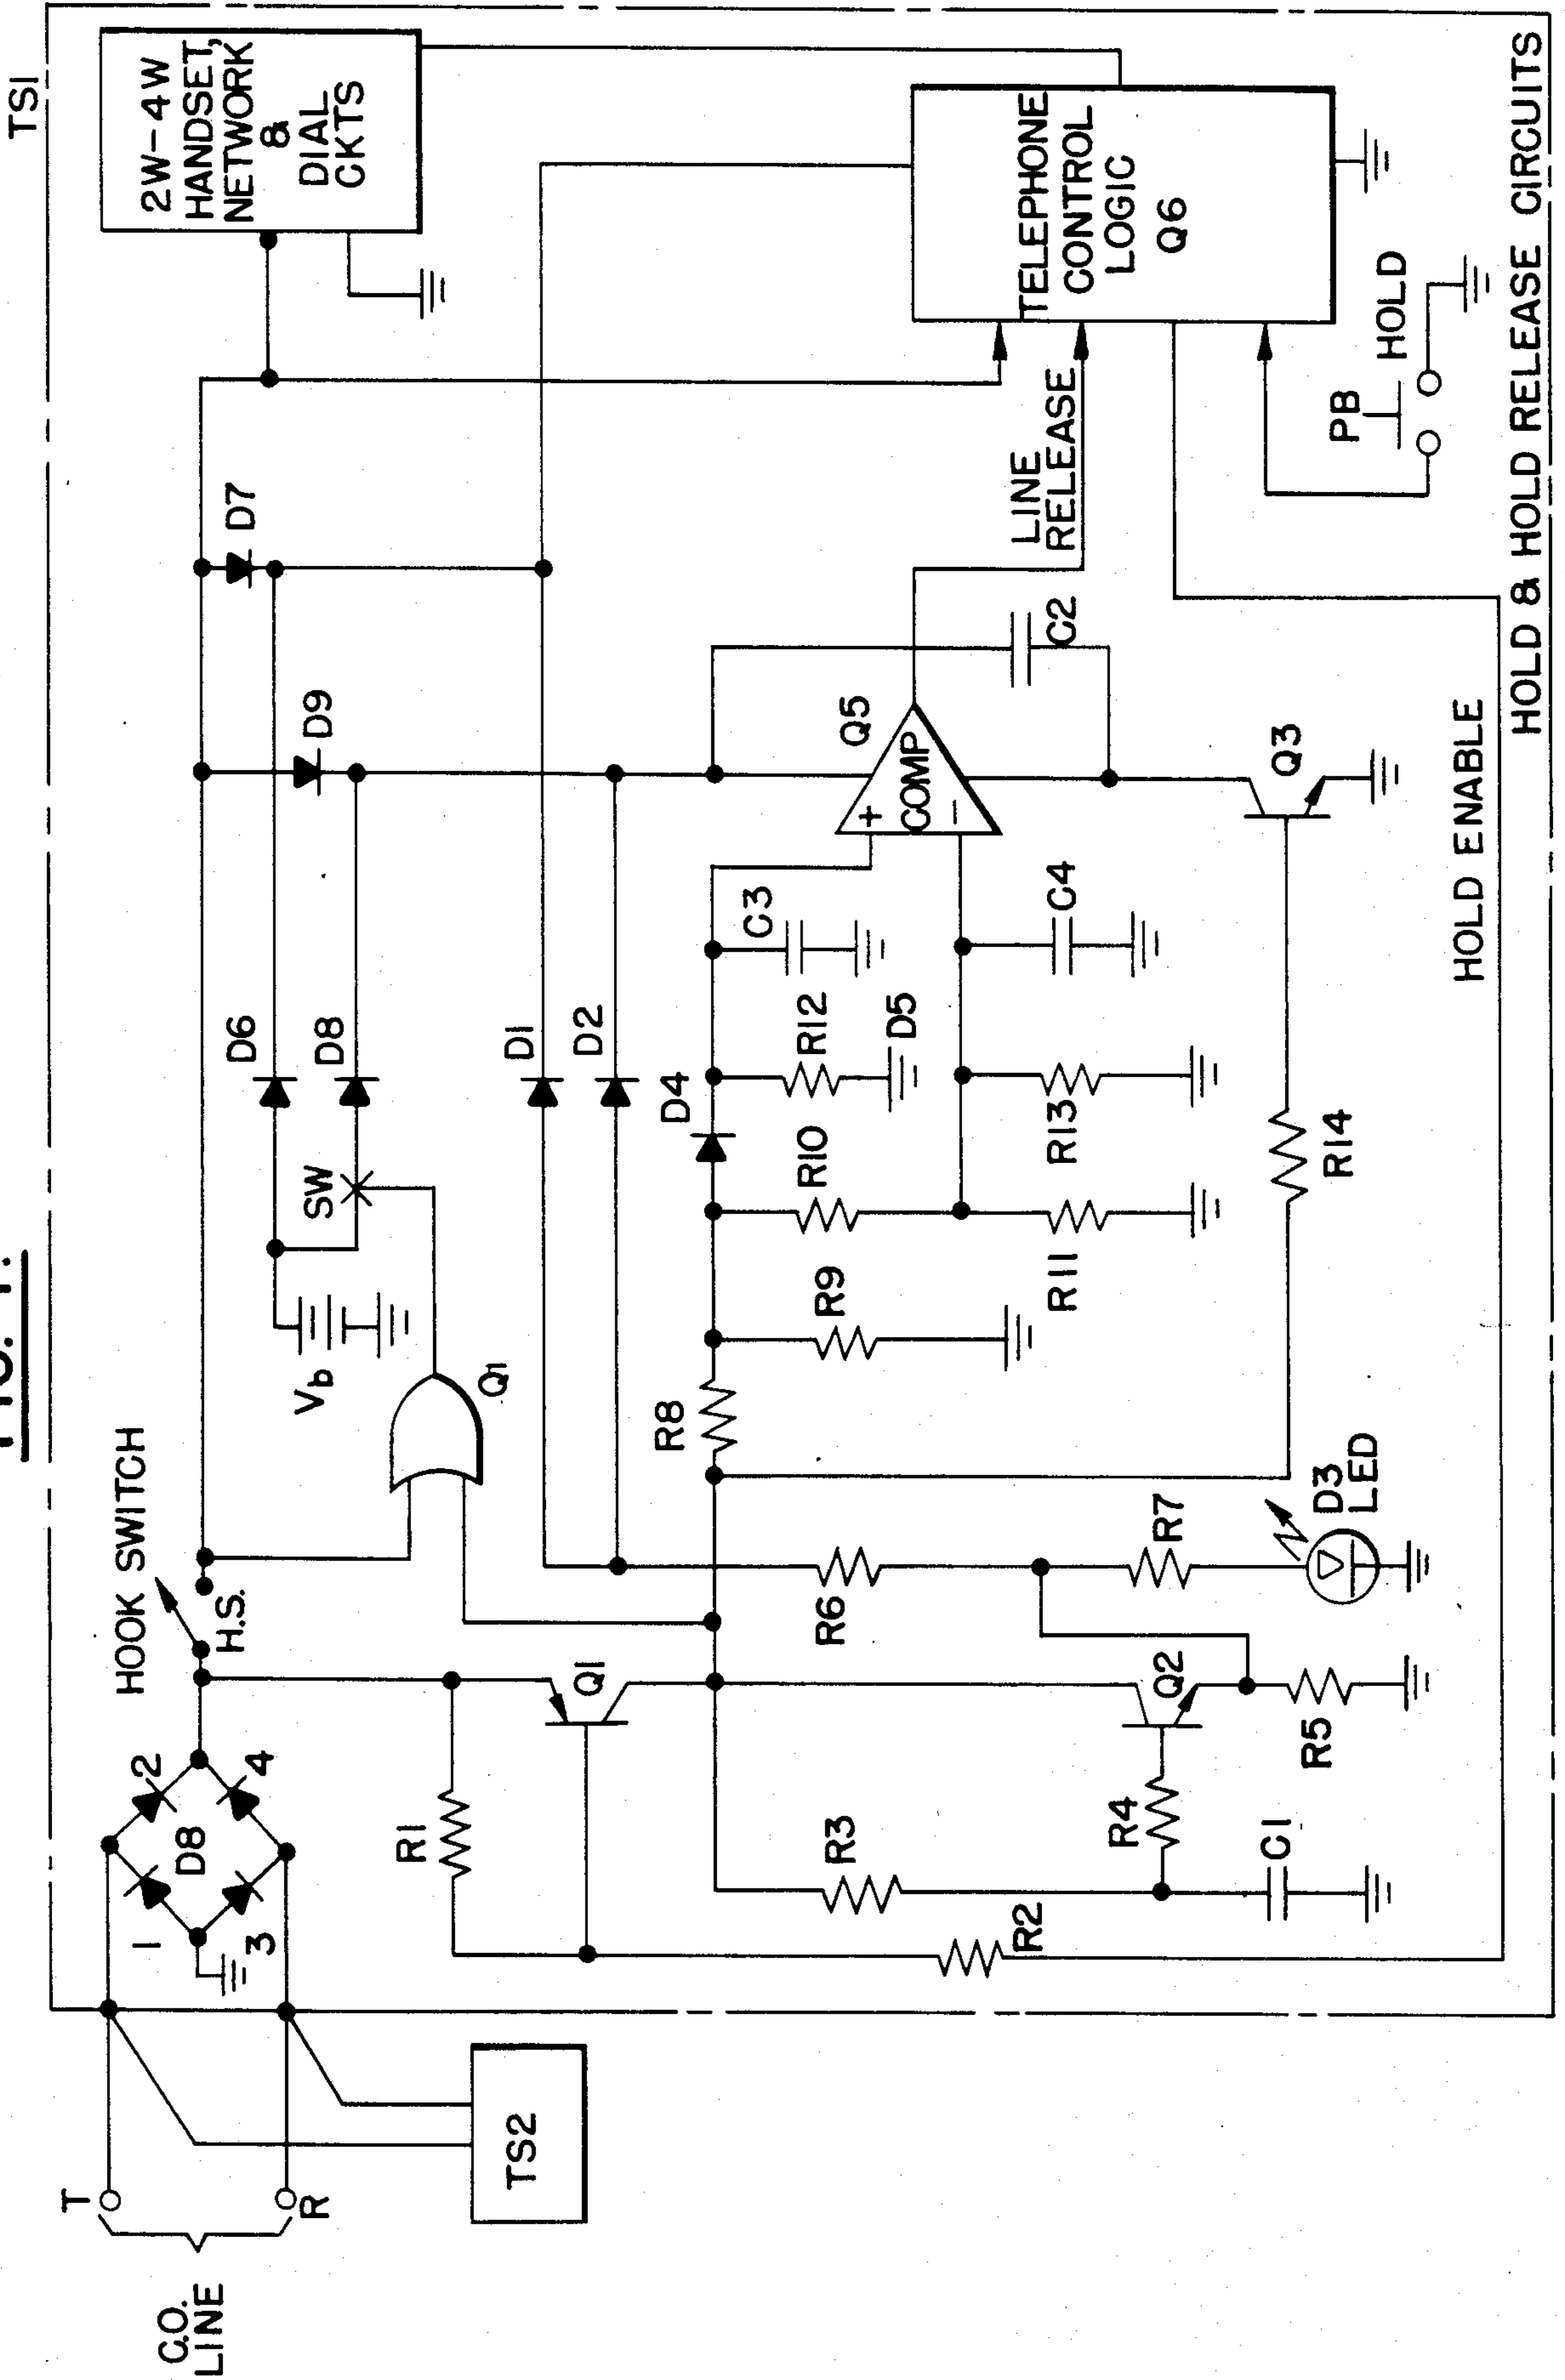 FIG. 1.
TS1
HOOK SWITCH
H.S.
2W-4W
HANDSET,
NETWORK
&
DIAL
CKTS
T
R
C.O.
LINE
TS2
1
2
3
4
D8
Vb
SW
D6
D8
D9
D7
Q1
D1
D2
R1
Q1
R2
R3
R4
C1
Q2
R5
R6
R7
D3
LED
R8
R9
R10
R11
D4
R12
D5
R13
C3
C4
R14
COMP
+
−
Q5
C2
Q3
LINE
RELEASE
TELEPHONE
CONTROL
LOGIC
Q6
PB
HOLD
HOLD ENABLE
HOLD & HOLD RELEASE CIRCUITS